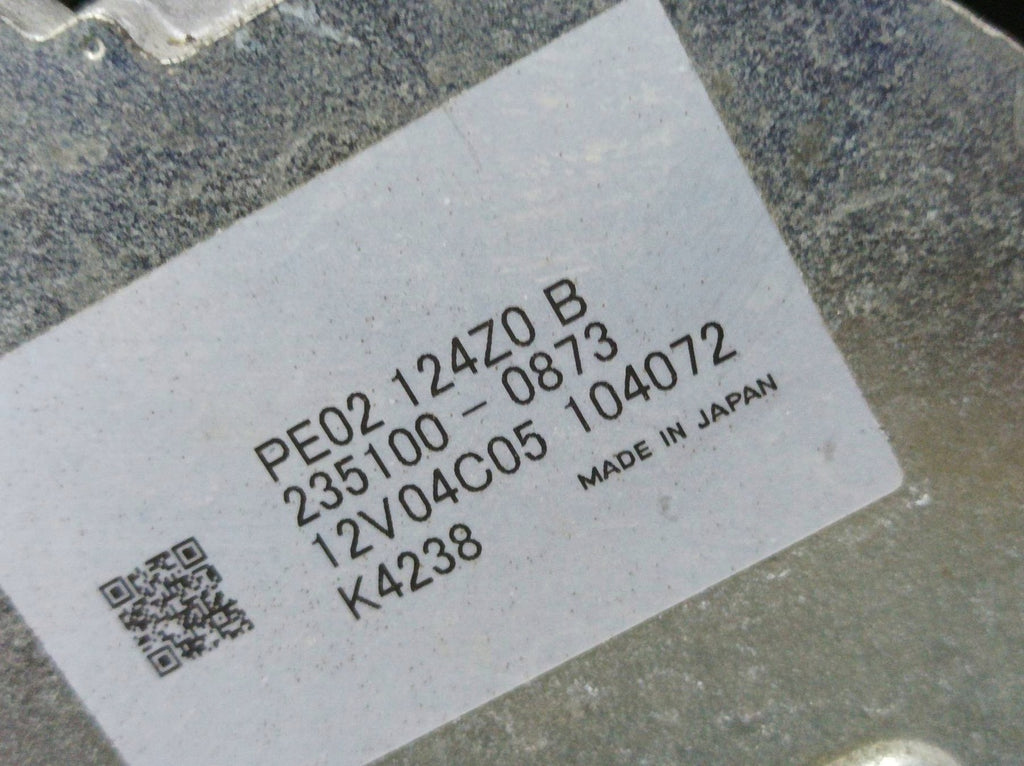 PE02 124Z0 B
235100-0873
12V04C05 104072
K4238
MADE IN JAPAN